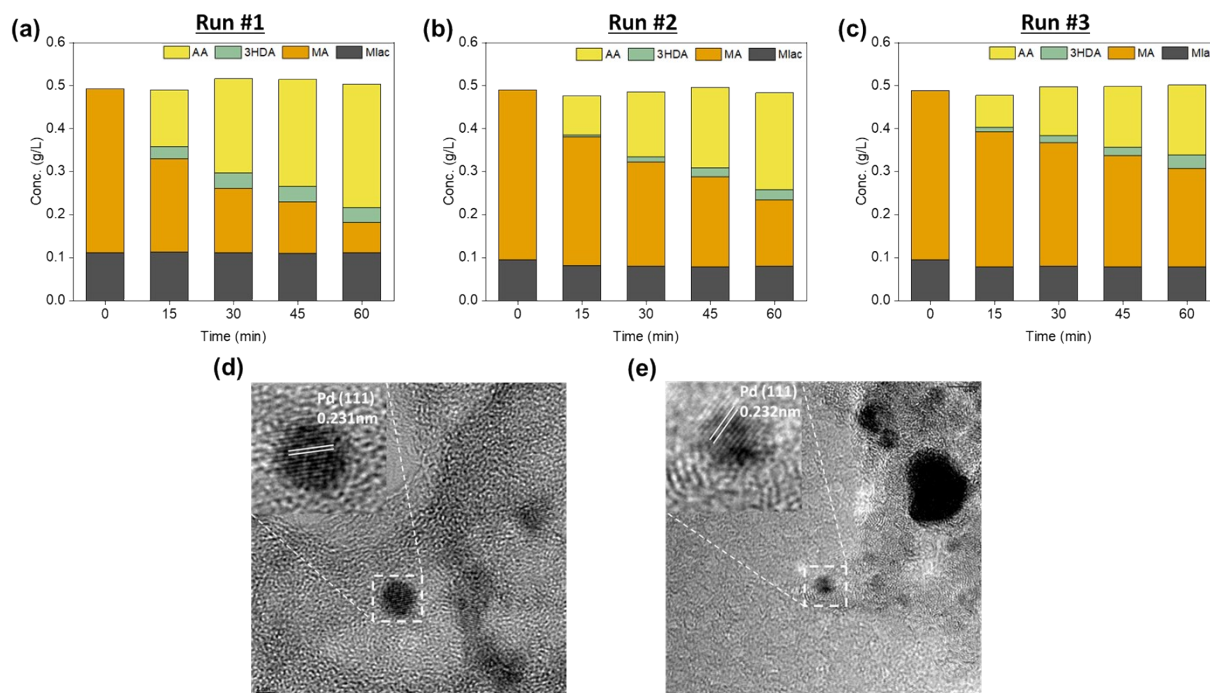 Run #1
Run #2
Run #3
(a)
(b)
(c)
AA 3HDA MA Mlac
AA 3HDA MA Mlac
AA 3HDA MA Mla
Conc. (g/L)
0.6
0.5
0.4
0.3
0.2
0.1
0.0
0 15 30 45 60
Time (min)
Conc. (g/L)
0.6
0.5
0.4
0.3
0.2
0.1
0.0
0 15 30 45 60
Time (min)
Conc. (g/L)
0.6
0.5
0.4
0.3
0.2
0.1
0.0
0 15 30 45 60
Time (min)
(d)
Pd (111)
0.231nm
(e)
Pd (111)
0.232nm